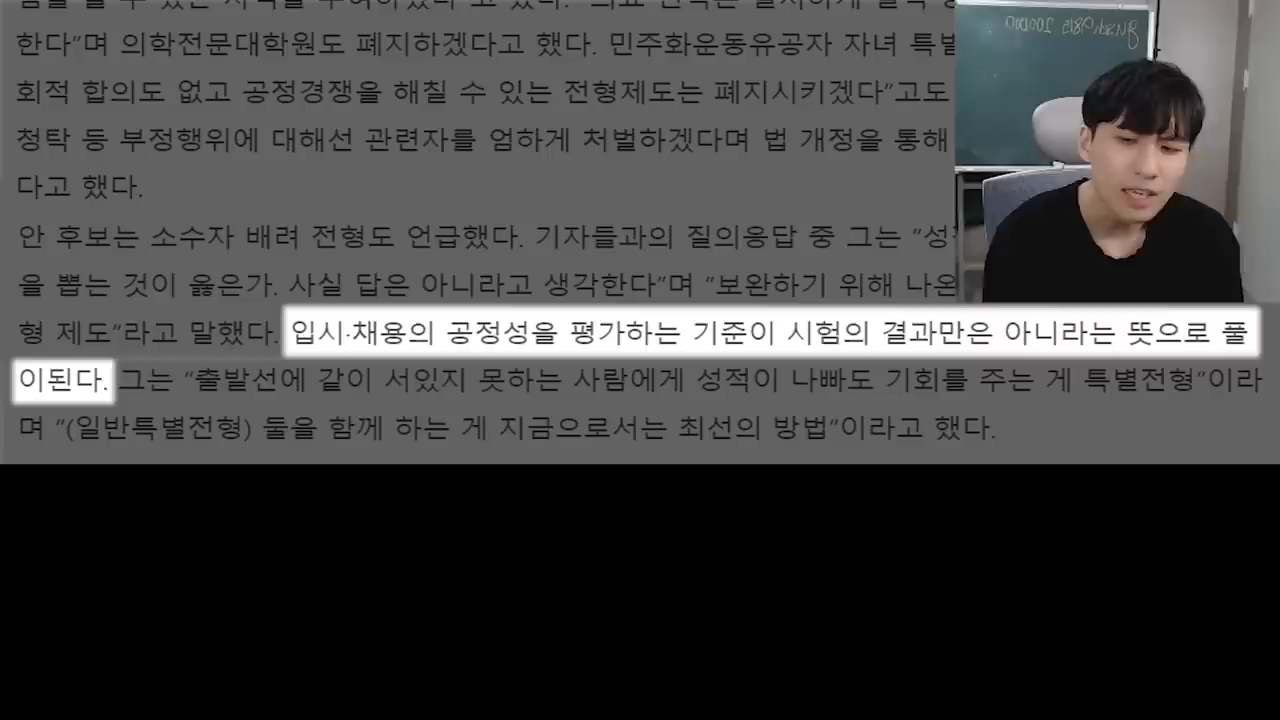 한다”며 의학전문대학원도 폐지하겠다고 했다. 민주화운동유공자 자녀 특별
회적 합의도 없고 공정경쟁을 해칠 수 있는 전형제도는 폐지시키겠다”고도
청탁 등 부정행위에 대해선 관련자를 엄하게 처벌하겠다며 법 개정을 통해
다고 했다.
안 후보는 소수자 배려 전형도 언급했다. 기자들과의 질의응답 중 그는 “성
을 뽑는 것이 옳은가. 사실 답은 아니라고 생각한다”며 “보완하기 위해 나온
형 제도”라고 말했다. 입시·채용의 공정성을 평가하는 기준이 시험의 결과만은 아니라는 뜻으로 풀
이된다. 그는 “출발선에 같이 서있지 못하는 사람에게 성적이 나빠도 기회를 주는 게 특별전형”이라
며 “(일반특별전형) 둘을 함께 하는 게 지금으로서는 최선의 방법”이라고 했다.